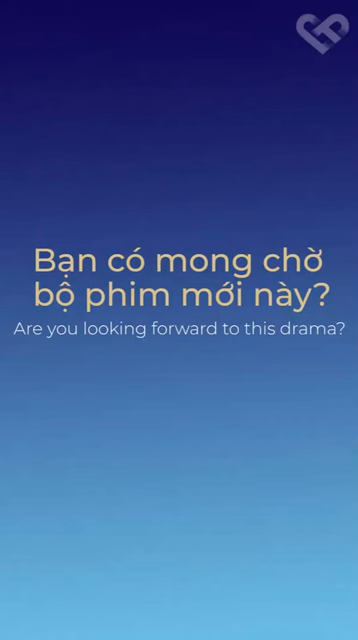 Bạn có mong chờ
bộ phim mới này?
Are you looking forward to this drama?